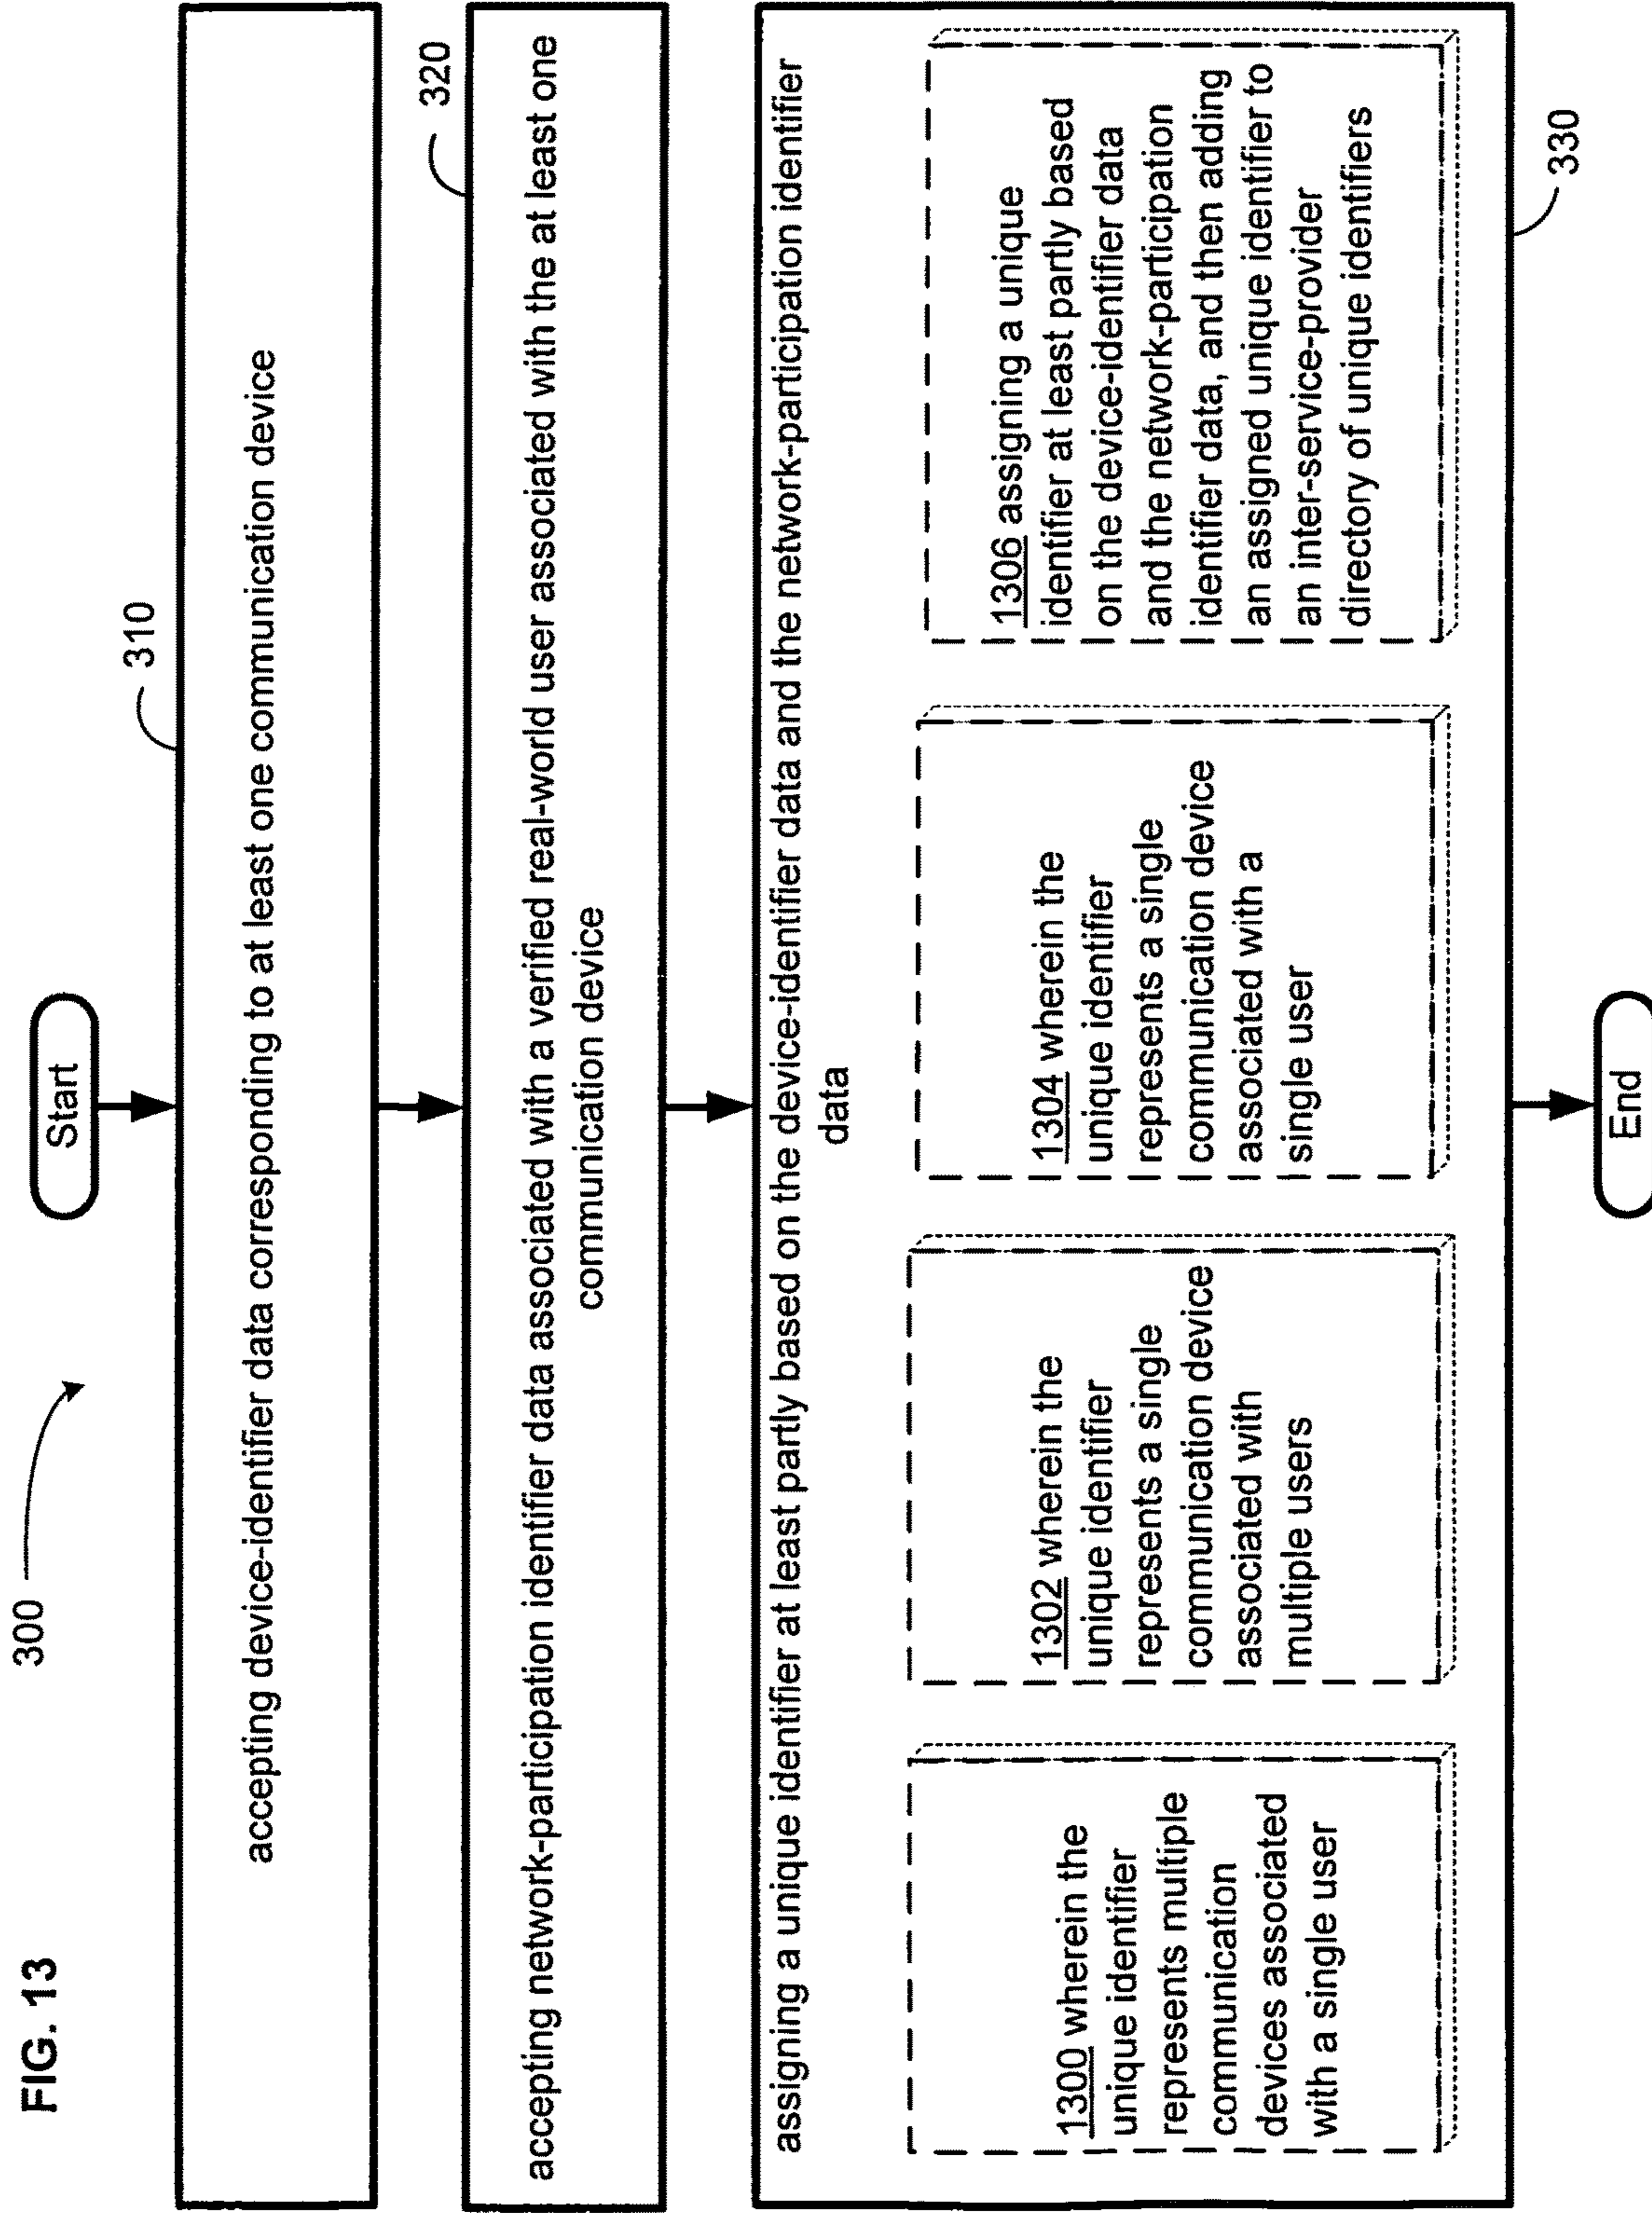 FIG. 13
300
Start
310
accepting device-identifier data corresponding to at least one communication device
320
accepting network-participation identifier data associated with a verified real-world user associated with the at least one
communication device
assigning a unique identifier at least partly based on the device-identifier data and the network-participation identifier
data
1300 wherein the
unique identifier
represents multiple
communication
devices associated
with a single user
1302 wherein the
unique identifier
represents a single
communication device
associated with
multiple users
1304 wherein the
unique identifier
represents a single
communication device
associated with a
single user
1306 assigning a unique
identifier at least partly based
on the device-identifier data
and the network-participation
identifier data, and then adding
an assigned unique identifier to
an inter-service-provider
directory of unique identifiers
330
End